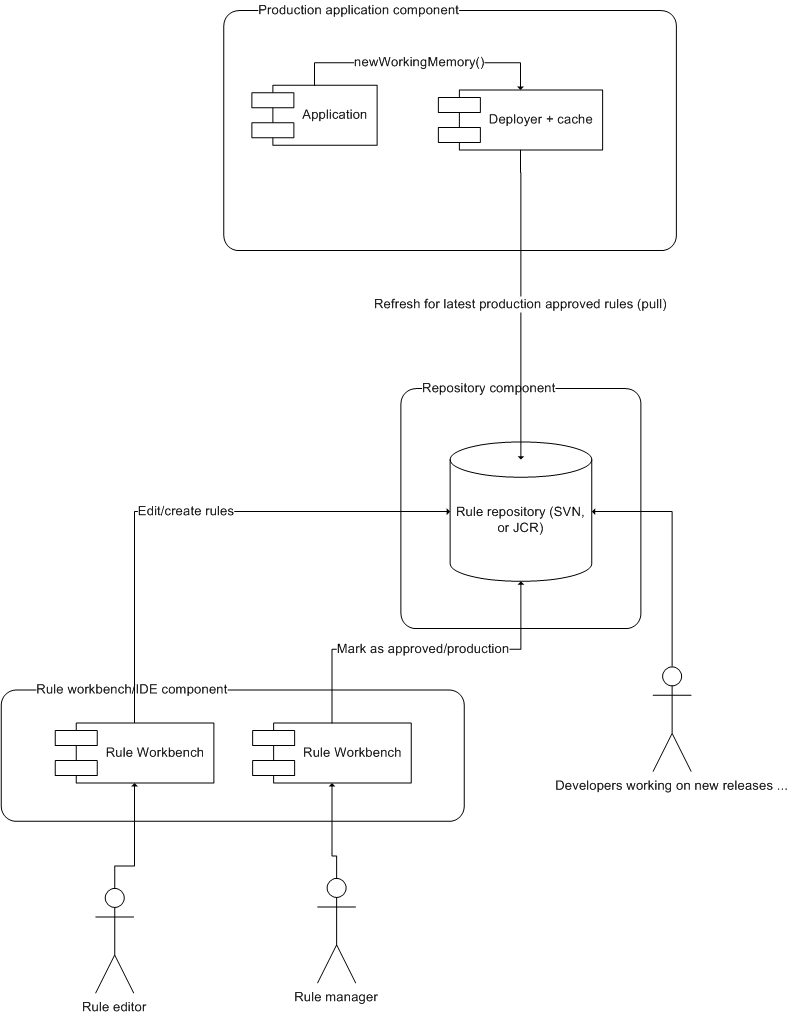 Production application component
newWorkingMemory()
Application
Deployer + cache
Refresh for latest production approved rules (pull)
Repository component
Edit/create rules
Rule repository (SVN,
or JCR)
Mark as approved/production
Rule workbench/IDE component
Rule Workbench
Rule Workbench
Developers working on new releases ...
Rule editor
Rule manager